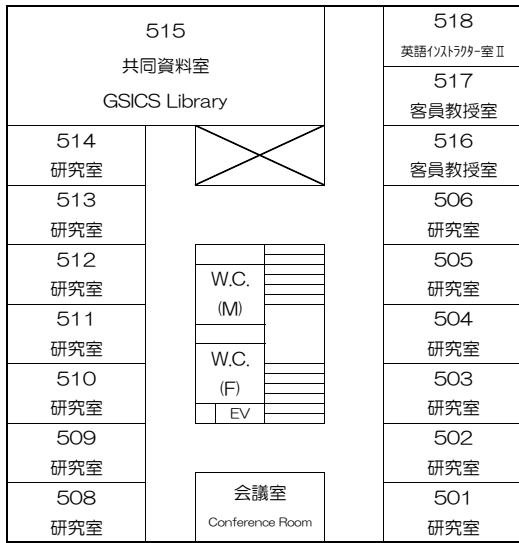 515
共同資料室
GSICS Library
518
英語インストラクター室Ⅱ
517
客員教授室
514
研究室
516
客員教授室
513
研究室
506
研究室
512
研究室
W.C.
(M)
505
研究室
511
研究室
504
研究室
510
研究室
W.C.
(F)
EV
503
研究室
509
研究室
502
研究室
508
研究室
会議室
Conference Room
501
研究室